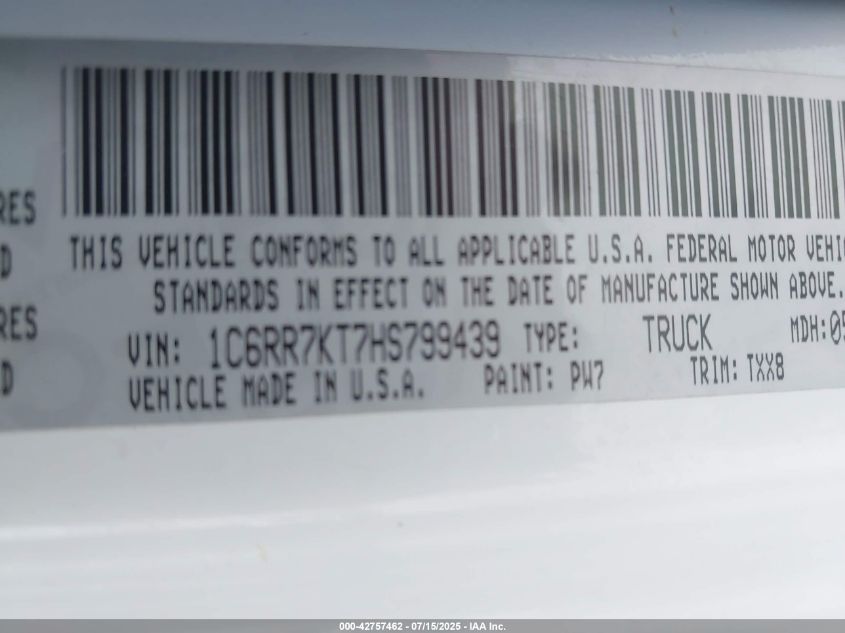 RES
D
RES
D
THIS VEHICLE CONFORMS TO ALL APPLICABLE U.S.A. FEDERAL MOTOR VEHI
STANDARDS IN EFFECT ON THE DATE OF MANUFACTURE SHOWN ABOVE.
VIN: 1C6RR7KT7HS799439 TYPE: TRUCK MDH:05
VEHICLE MADE IN U.S.A. PAINT: PW7 TRIM: TXX8
000-42757462 - 07/15/2025 - IAA Inc.